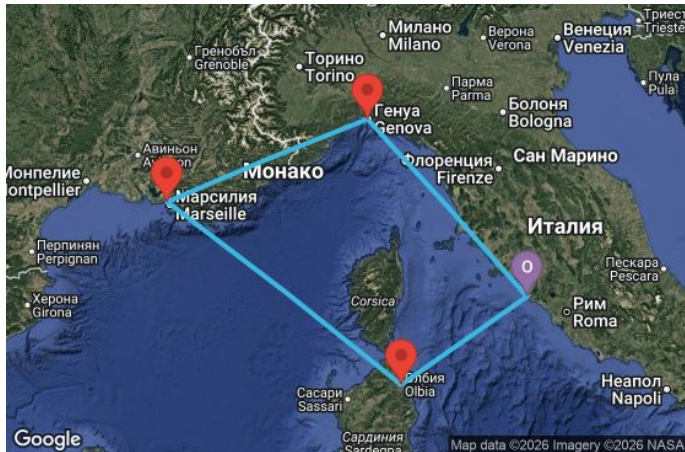 Милано
Milano
Верона
Verona
Венеция
Venezia
Триест
Trieste
Гренобъл
Grenoble
Торино
Torino
Парма
Parma
Пула
Pula
Генуа
Genova
Болоня
Bologna
Авиньон
Монпелие
Montpellier
Монако
Флоренция
Firenze
Сан Марино
Марсилия
Marseille
Италия
Перпинян
Perpignan
O
Пескара
Pescara
Херона
Girona
Corsica
Рим
Roma
Олбия
Olbia
Сасари
Sassari
Неапол
Napoli
Сардиния
Sardegna
Google
Map data ©2026 Imagery ©2026 NASA